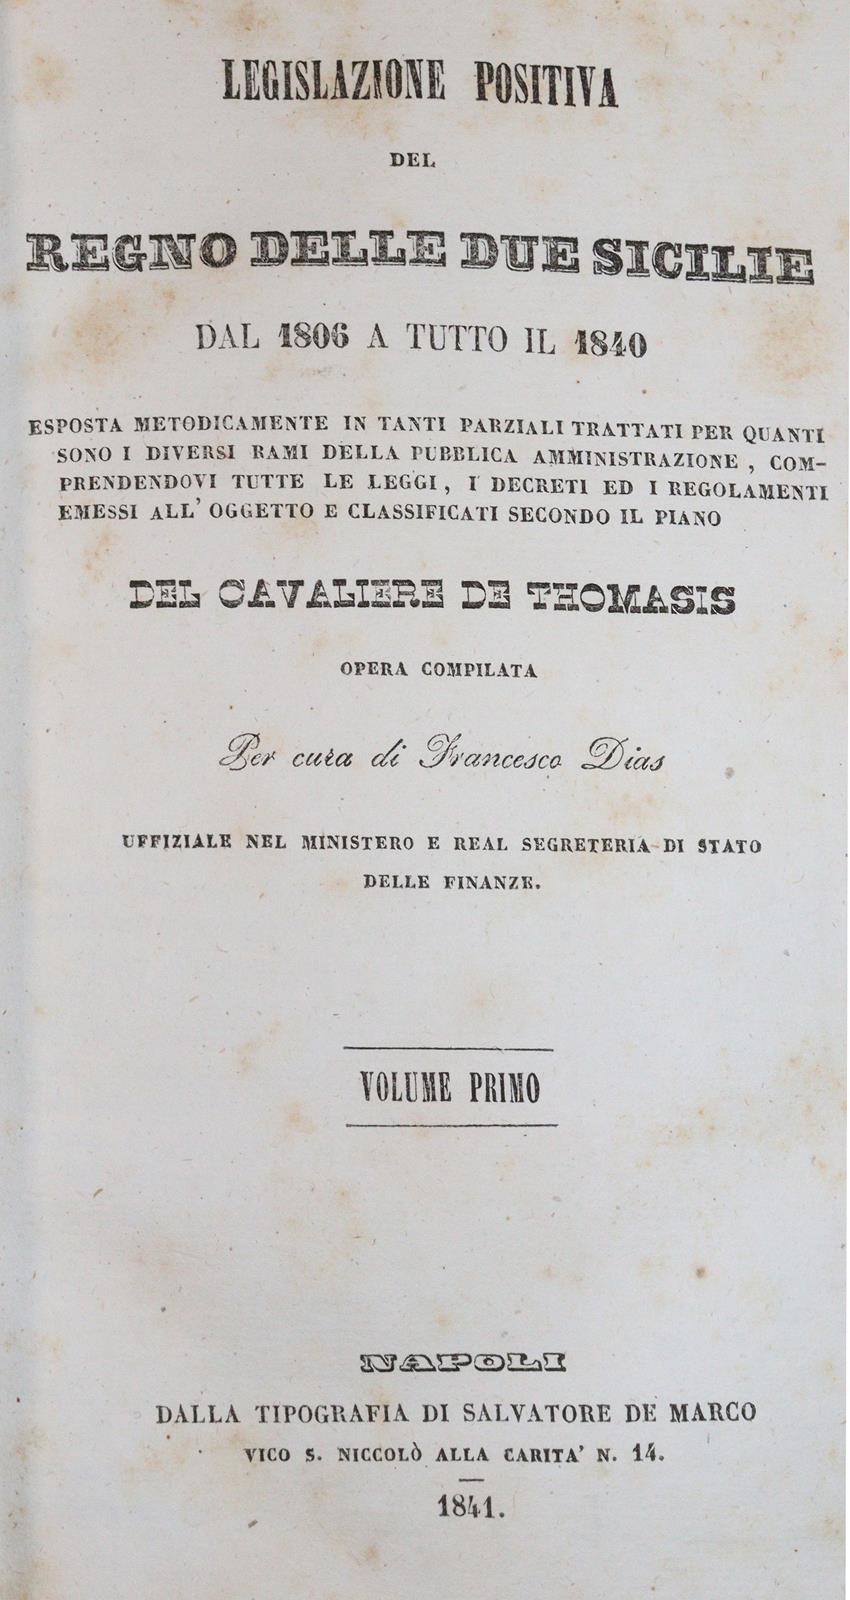 LEGISLAZIONE POSITIVA
DEL
REGNO DELLE DUE SICILIE
DAL 1806 A TUTTO IL 1840
ESPOSTA METODICAMENTE IN TANTI PARZIALI TRATTATI PER QUANTI
SONO I DIVERSI RAMI DELLA PUBBLICA AMMINISTRAZIONE , COM-
PRENDENDOVI TUTTE LE LEGGI , I DECRETI ED I REGOLAMENTI
EMESSI ALL' OGGETTO E CLASSIFICATI SECONDO IL PIANO
DEL CAVALIERE DE THOMASIS
OPERA COMPILATA
Per cura di Francesco Dias
UFFIZIALE NEL MINISTERO E REAL SEGRETERIA DI STATO
DELLE FINANZE.
VOLUME PRIMO
NAPOLI
DALLA TIPOGRAFIA DI SALVATORE DE MARCO
VICO S. NICCOLÒ ALLA CARITA' N. 14.
1841.